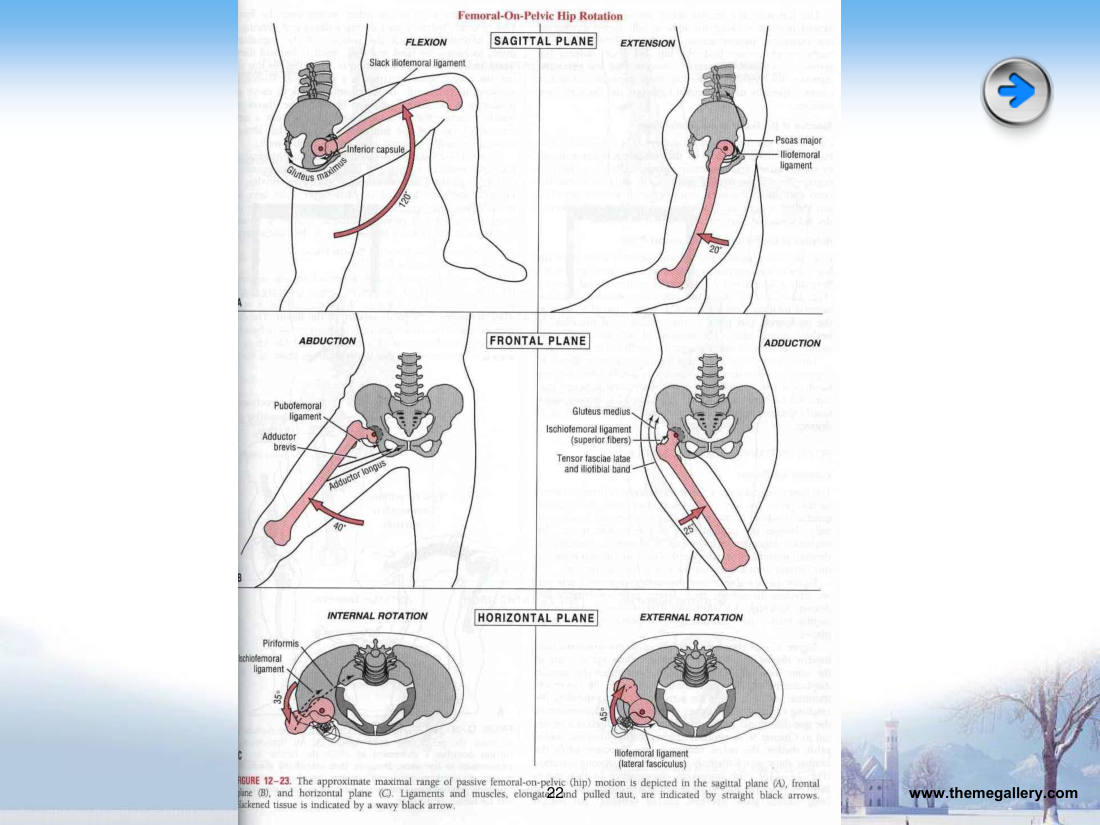 Femoral-On-Pelvic Hip Rotation
SAGITTAL PLANE
FLEXION
EXTENSION
Slack iliofemoral ligament
Inferior capsule
Gluteus maximus
120°
Psoas major
Iliofemoral
ligament
20°
A
FRONTAL PLANE
ABDUCTION
ADDUCTION
Pubofemoral
ligament
Adductor
brevis
Adductor longus
40°
Gluteus medius
Ischiofemoral ligament
(superior fibers)
Tensor fasciae latae
and iliotibial band
25°
B
HORIZONTAL PLANE
INTERNAL ROTATION
EXTERNAL ROTATION
Piriformis
schiofemoral
ligament
35°
45°
Iliofemoral ligament
(lateral fasciculus)
C
GURE 12–23. The approximate maximal range of passive femoral-on-pelvic (hip) motion is depicted in the sagittal plane (A), frontal
plane (B), and horizontal plane (C). Ligaments and muscles, elongated and pulled taut, are indicated by straight black arrows.
lackened tissue is indicated by a wavy black arrow.
22
www.themegallery.com